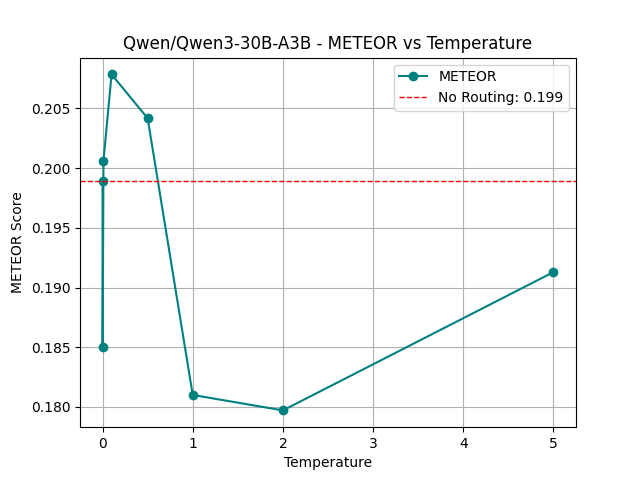 Qwen/Qwen3-30B-A3B - METEOR vs Temperature
METEOR
No Routing: 0.199
METEOR Score
0.205
0.200
0.195
0.190
0.185
0.180
0
1
2
3
4
5
Temperature